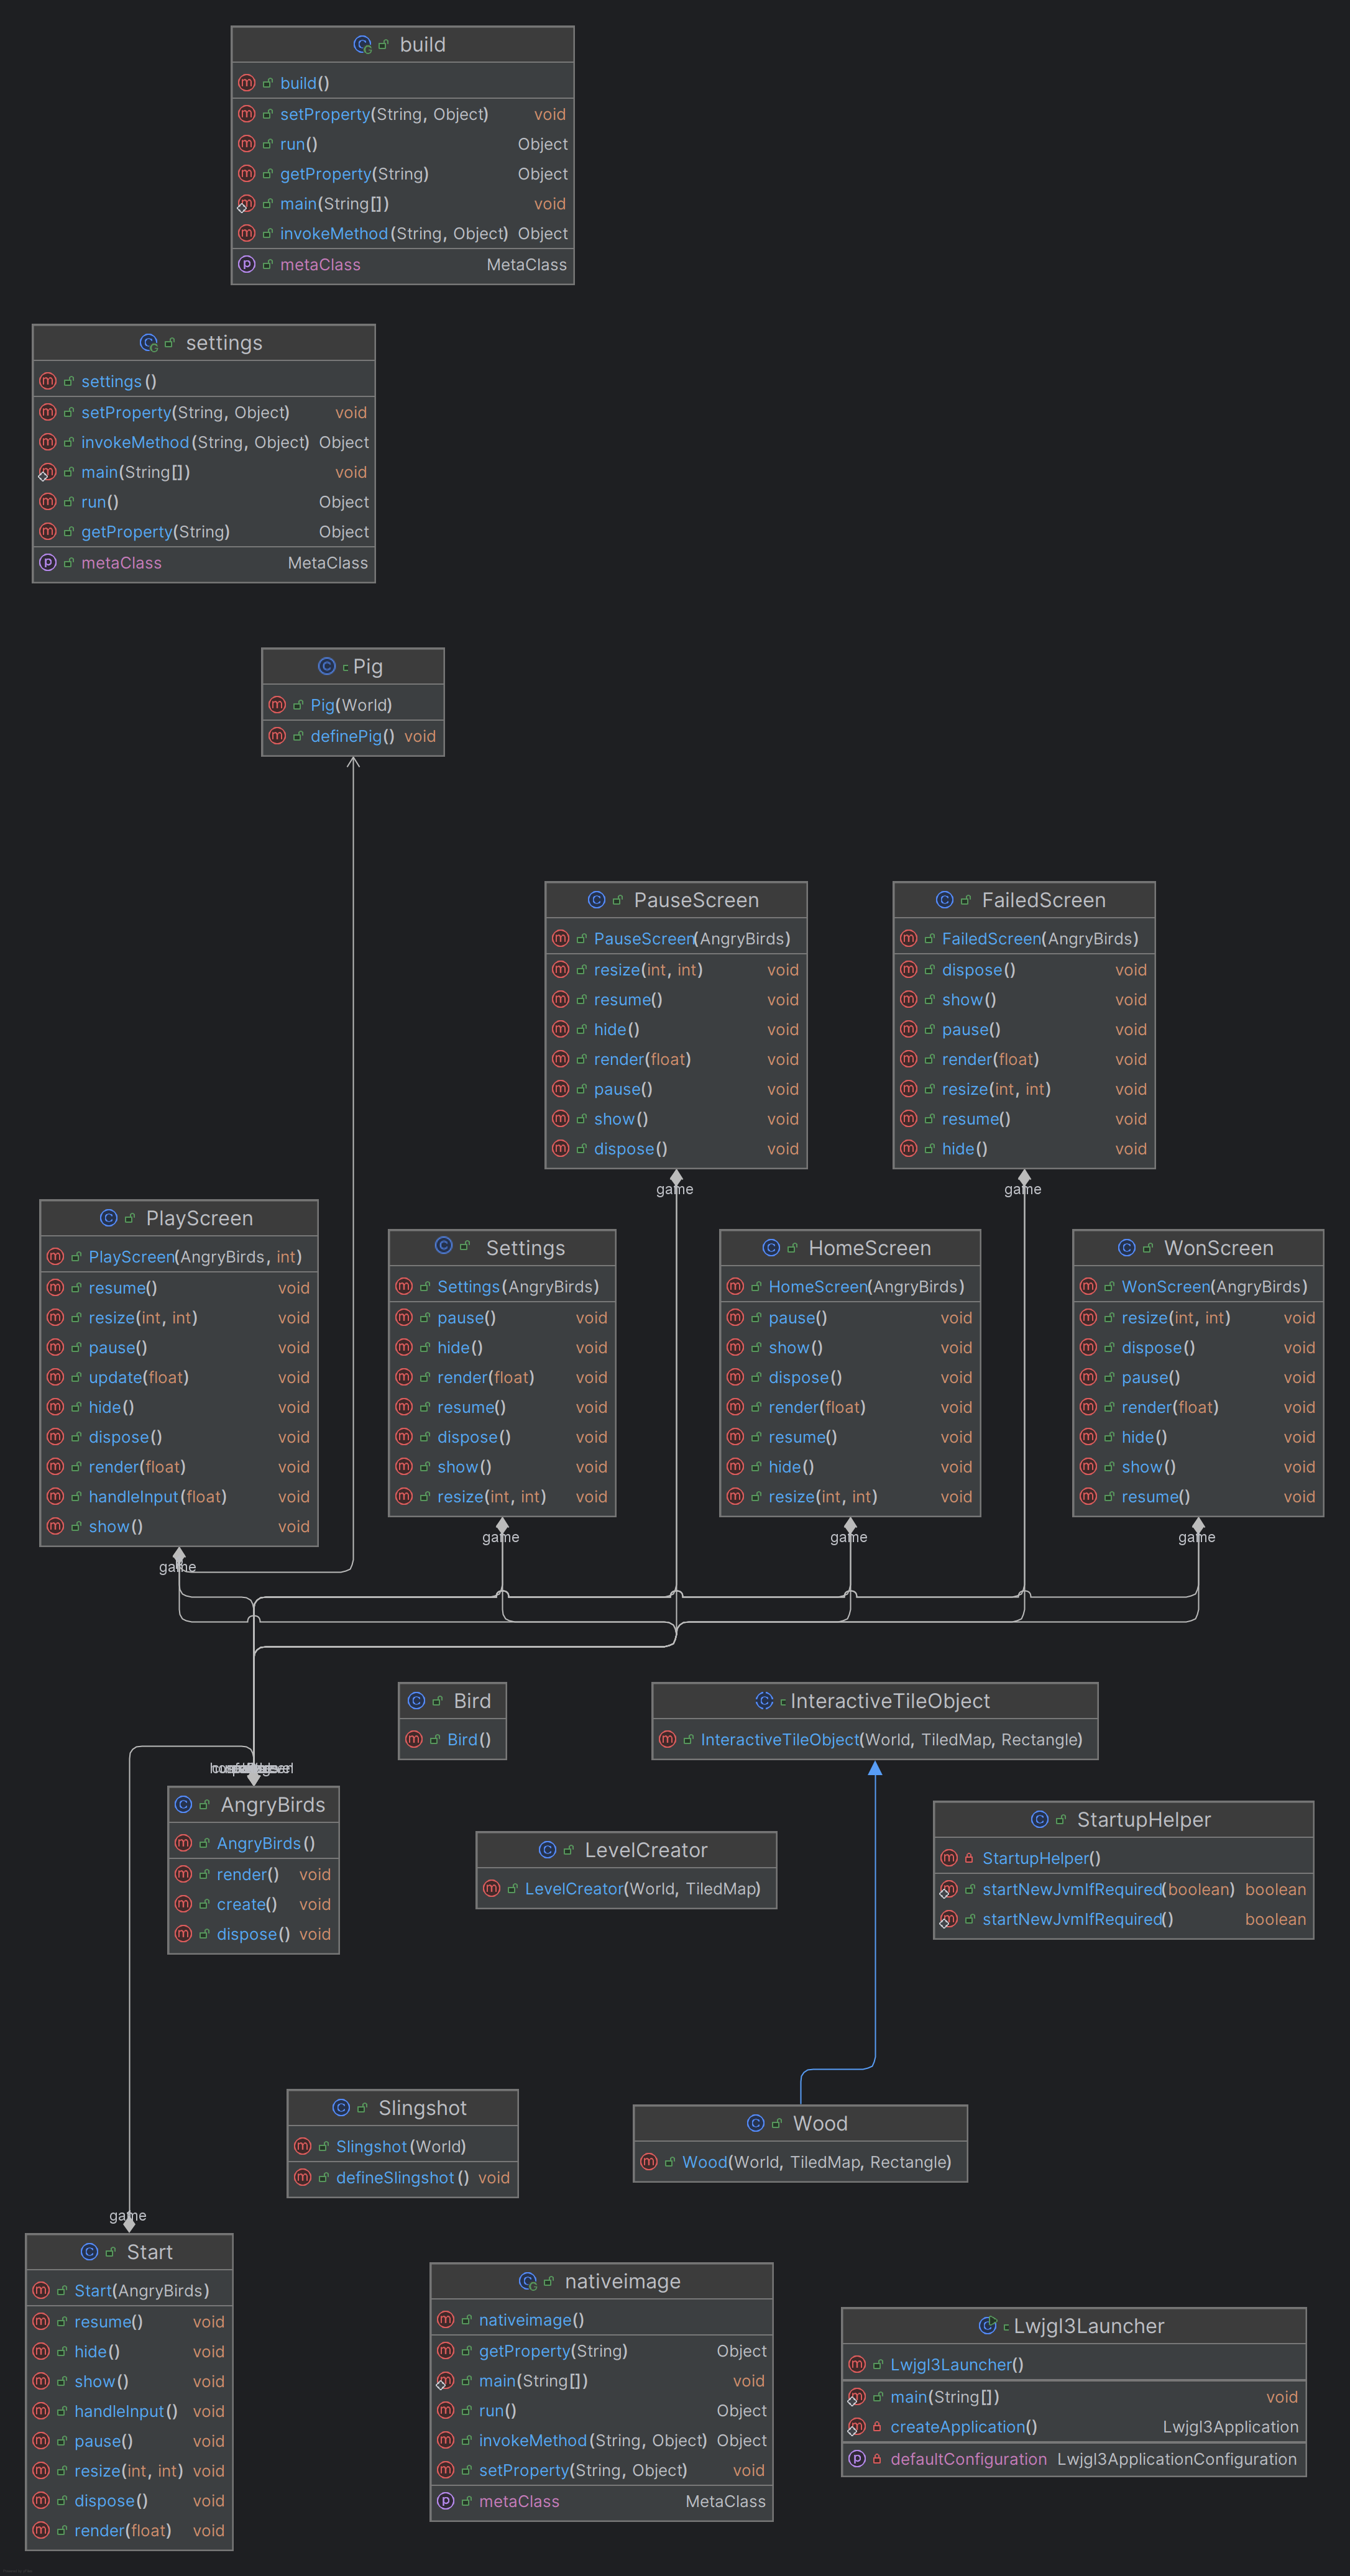 build
build()
setProperty(String, Object) void
run() Object
getProperty(String) Object
main(String[]) void
invokeMethod(String, Object) Object
metaClass MetaClass
settings
settings()
setProperty(String, Object) void
invokeMethod(String, Object) Object
main(String[]) void
run() Object
getProperty(String) Object
metaClass MetaClass
Pig
Pig(World)
definePig() void
PauseScreen
PauseScreen(AngryBirds)
resize(int, int) void
resume() void
hide() void
render(float) void
pause() void
show() void
dispose() void
game
FailedScreen
FailedScreen(AngryBirds)
dispose() void
show() void
pause() void
render(float) void
resize(int, int) void
resume() void
hide() void
game
PlayScreen
PlayScreen(AngryBirds, int)
resume() void
resize(int, int) void
pause() void
update(float) void
hide() void
dispose() void
render(float) void
handleInput(float) void
show() void
game
Settings
Settings(AngryBirds)
pause() void
hide() void
render(float) void
resume() void
dispose() void
show() void
resize(int, int) void
game
HomeScreen
HomeScreen(AngryBirds)
pause() void
show() void
dispose() void
render(float) void
resume() void
hide() void
resize(int, int) void
game
WonScreen
WonScreen(AngryBirds)
resize(int, int) void
dispose() void
pause() void
render(float) void
hide() void
show() void
resume() void
game
Bird
Bird()
InteractiveTileObject
InteractiveTileObject(World, TiledMap, Rectangle)
AngryBirds
AngryBirds()
render() void
create() void
dispose() void
LevelCreator
LevelCreator(World, TiledMap)
StartupHelper
StartupHelper()
startNewJvmIfRequired(boolean) boolean
startNewJvmIfRequired() boolean
Slingshot
Slingshot(World)
defineSlingshot() void
Wood
Wood(World, TiledMap, Rectangle)
game
Start
Start(AngryBirds)
resume() void
hide() void
show() void
handleInput() void
pause() void
resize(int, int) void
dispose() void
render(float) void
nativeimage
nativeimage()
getProperty(String) Object
main(String[]) void
run() Object
invokeMethod(String, Object) Object
setProperty(String, Object) void
metaClass MetaClass
Lwjgl3Launcher
Lwjgl3Launcher()
main(String[]) void
createApplication() Lwjgl3Application
defaultConfiguration Lwjgl3ApplicationConfiguration